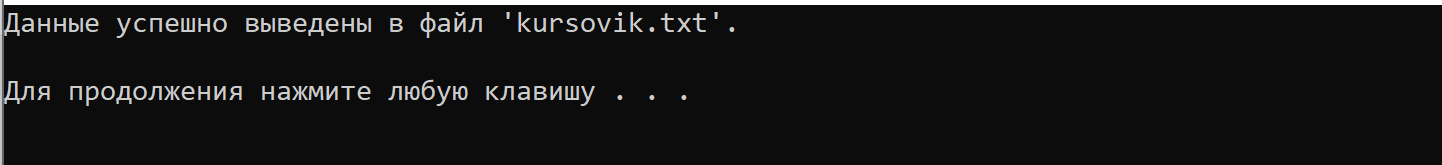 Данные успешно выведены в файл 'kursovik.txt'.
Для продолжения нажмите любую клавишу . . .